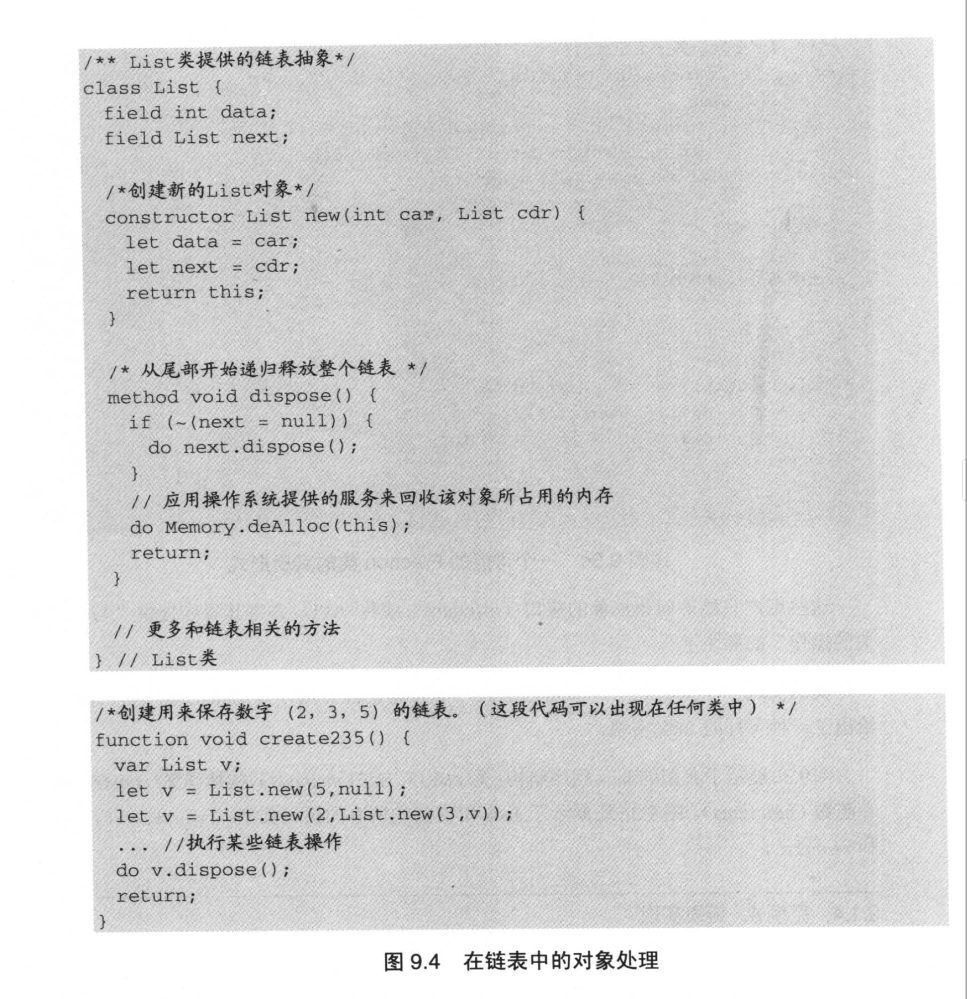 /** List类提供的链表抽象*/
class List {
field int data;
field List next;
/*创建新的List对象*/
constructor List new(int car, List cdr) {
let data = car;
let next = cdr;
return this;
}
/* 从尾部开始递归释放整个链表 */
method void dispose() {
if (~(next = null)) {
do next.dispose();
}
// 应用操作系统提供的服务来回收该对象所占用的内存
do Memory.deAlloc(this);
return;
}
// 更多和链表相关的方法
} // List类
/*创建用来保存数字 (2, 3, 5) 的链表。(这段代码可以出现在任何类中) */
function void create235() {
var List v;
let v = List.new(5,null);
let v = List.new(2,List.new(3,v));
... //执行某些链表操作
do v.dispose();
return;
}
图 9.4 在链表中的对象处理